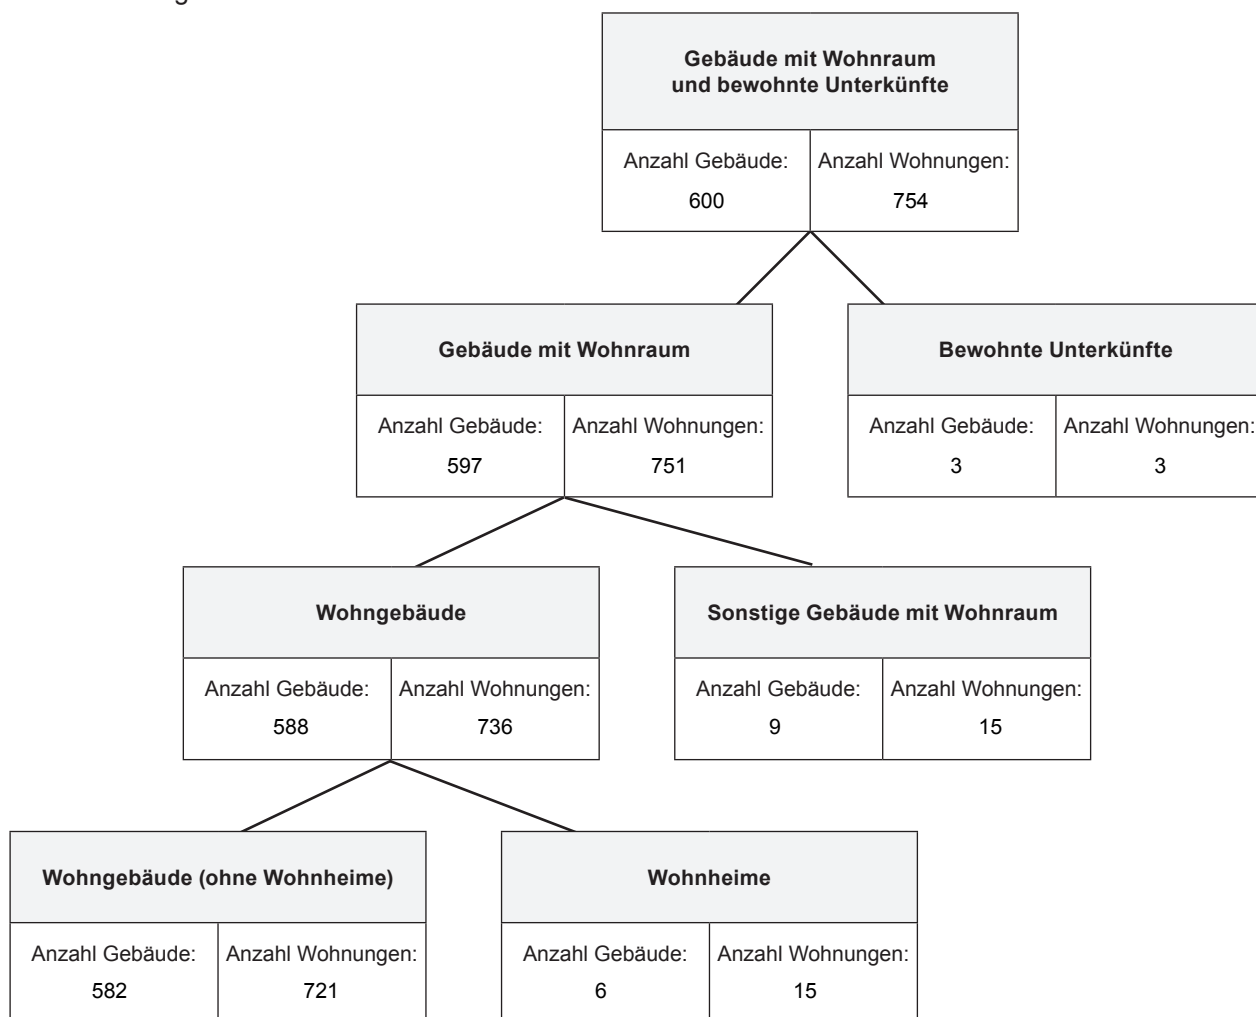 Gebäude mit Wohnraum
und bewohnte Unterkünfte
Anzahl Gebäude: Anzahl Wohnungen:
600 754
Gebäude mit Wohnraum
Bewohnte Unterkünfte
Anzahl Gebäude: Anzahl Wohnungen:
597 751
Anzahl Gebäude: Anzahl Wohnungen:
3 3
Wohngebäude
Sonstige Gebäude mit Wohnraum
Anzahl Gebäude: Anzahl Wohnungen:
588 736
Anzahl Gebäude: Anzahl Wohnungen:
9 15
Wohngebäude (ohne Wohnheime)
Wohnheime
Anzahl Gebäude: Anzahl Wohnungen:
582 721
Anzahl Gebäude: Anzahl Wohnungen:
6 15